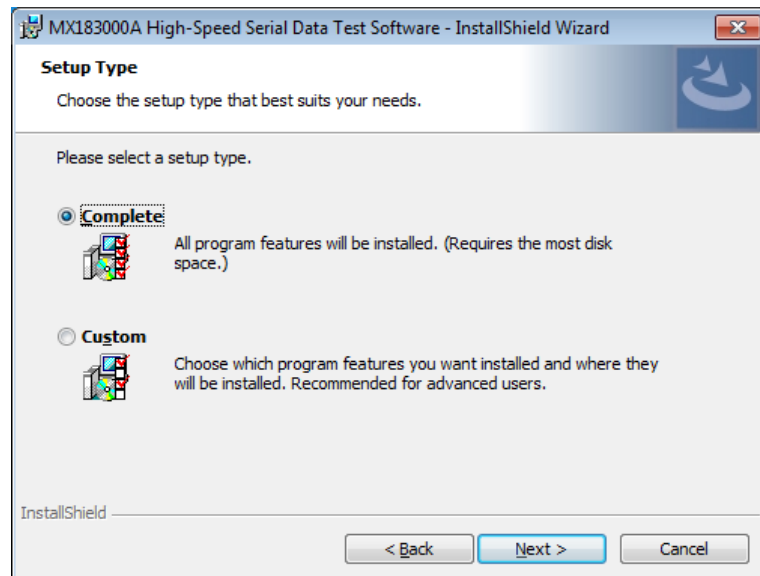 MX183000A High-Speed Serial Data Test Software - InstallShield Wizard
Setup Type
Choose the setup type that best suits your needs.
Please select a setup type.
Complete
All program features will be installed. (Requires the most disk
space.)
Custom
Choose which program features you want installed and where they
will be installed. Recommended for advanced users.
InstallShield
< Back Next > Cancel